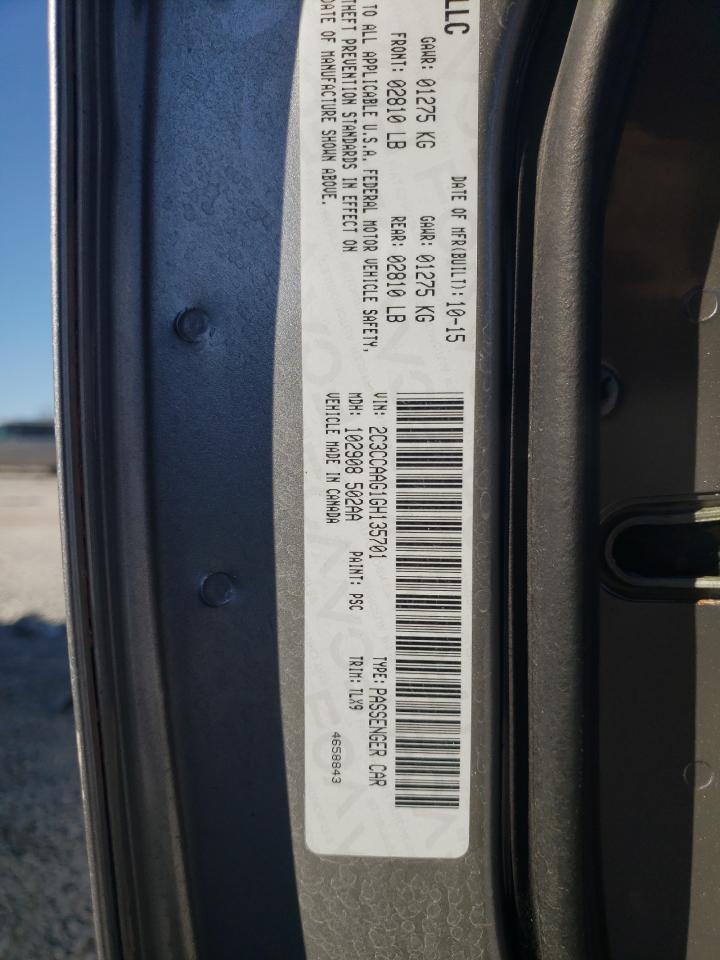 LLC
DATE OF MFR(BUILT): 10-15
GAWR: 01275 KG GAWR: 01275 KG
FRONT: 02810 LB REAR: 02810 LB
TO ALL APPLICABLE U.S.A. FEDERAL MOTOR VEHICLE SAFETY,
THEFT PREVENTION STANDARDS IN EFFECT ON
DATE OF MANUFACTURE SHOWN ABOVE.
VIN: 2C3CCAAG1GH135701 TYPE: PASSENGER CAR
MDH: 102908 502AA PAINT: PSC TRIM: TLX9
VEHICLE MADE IN CANADA
4658843